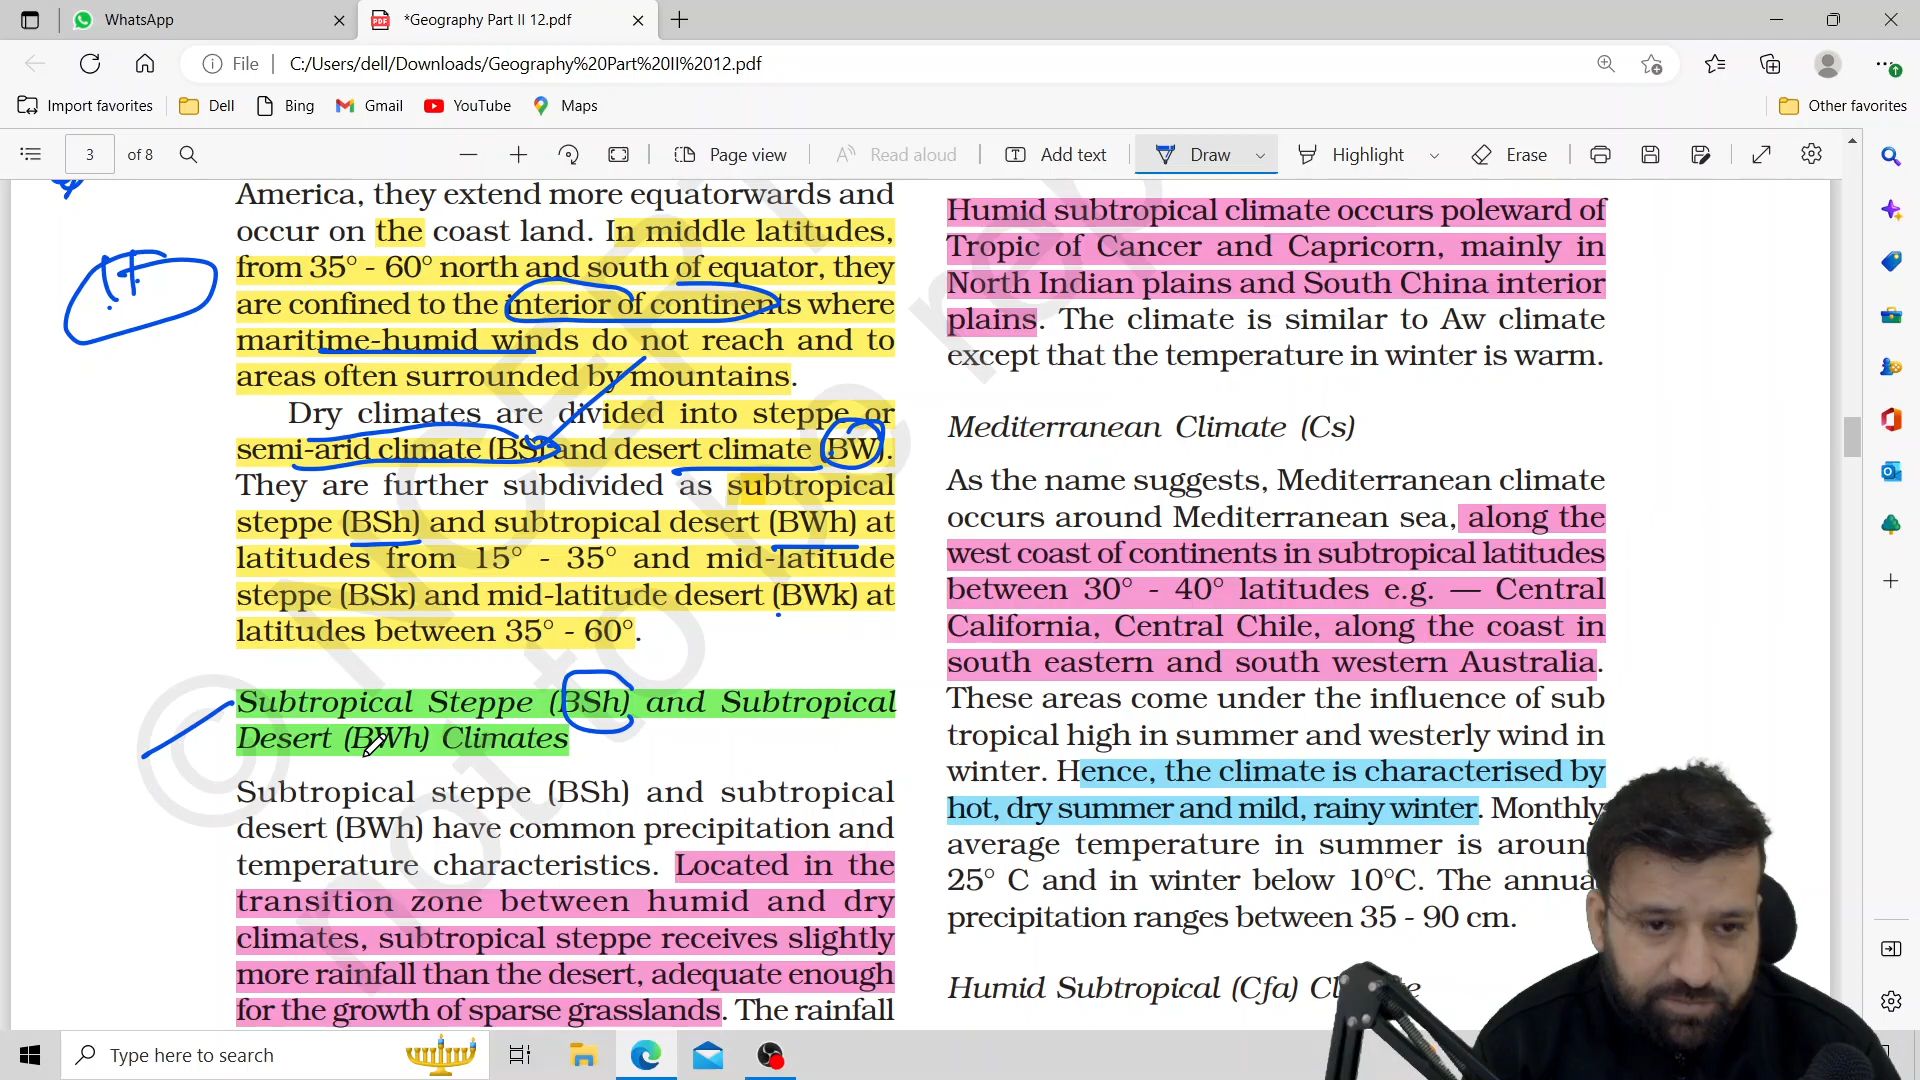 WhatsApp
*Geography Part II 12.pdf
File
C:/Users/dell/Downloads/Geography%20Part%20II%2012.pdf
Import favorites
Dell
Bing
Gmail
YouTube
Maps
Other favorites
3
of 8
Page view
Read aloud
Add text
Draw
Highlight
Erase
America, they extend more equatorwards and
occur on the coast land. In middle latitudes,
from 35° - 60° north and south of equator, they
are confined to the interior of continents where
maritime-humid winds do not reach and to
areas often surrounded by mountains.
Dry climates are divided into steppe or
semi-arid climate (BS) and desert climate (BW).
They are further subdivided as subtropical
steppe (BSh) and subtropical desert (BWh) at
latitudes from 15° - 35° and mid-latitude
steppe (BSk) and mid-latitude desert (BWk) at
latitudes between 35° - 60°.
Subtropical Steppe (BSh) and Subtropical
Desert (BWh) Climates
Subtropical steppe (BSh) and subtropical
desert (BWh) have common precipitation and
temperature characteristics. Located in the
transition zone between humid and dry
climates, subtropical steppe receives slightly
more rainfall than the desert, adequate enough
for the growth of sparse grasslands. The rainfall
Humid subtropical climate occurs poleward of
Tropic of Cancer and Capricorn, mainly in
North Indian plains and South China interior
plains. The climate is similar to Aw climate
except that the temperature in winter is warm.
Mediterranean Climate (Cs)
As the name suggests, Mediterranean climate
occurs around Mediterranean sea, along the
west coast of continents in subtropical latitudes
between 30° - 40° latitudes e.g. — Central
California, Central Chile, along the coast in
south eastern and south western Australia.
These areas come under the influence of sub
tropical high in summer and westerly wind in
winter. Hence, the climate is characterised by
hot, dry summer and mild, rainy winter. Monthly
average temperature in summer is around
25° C and in winter below 10°C. The annual
precipitation ranges between 35 - 90 cm.
Humid Subtropical (Cfa) Climate
Type here to search